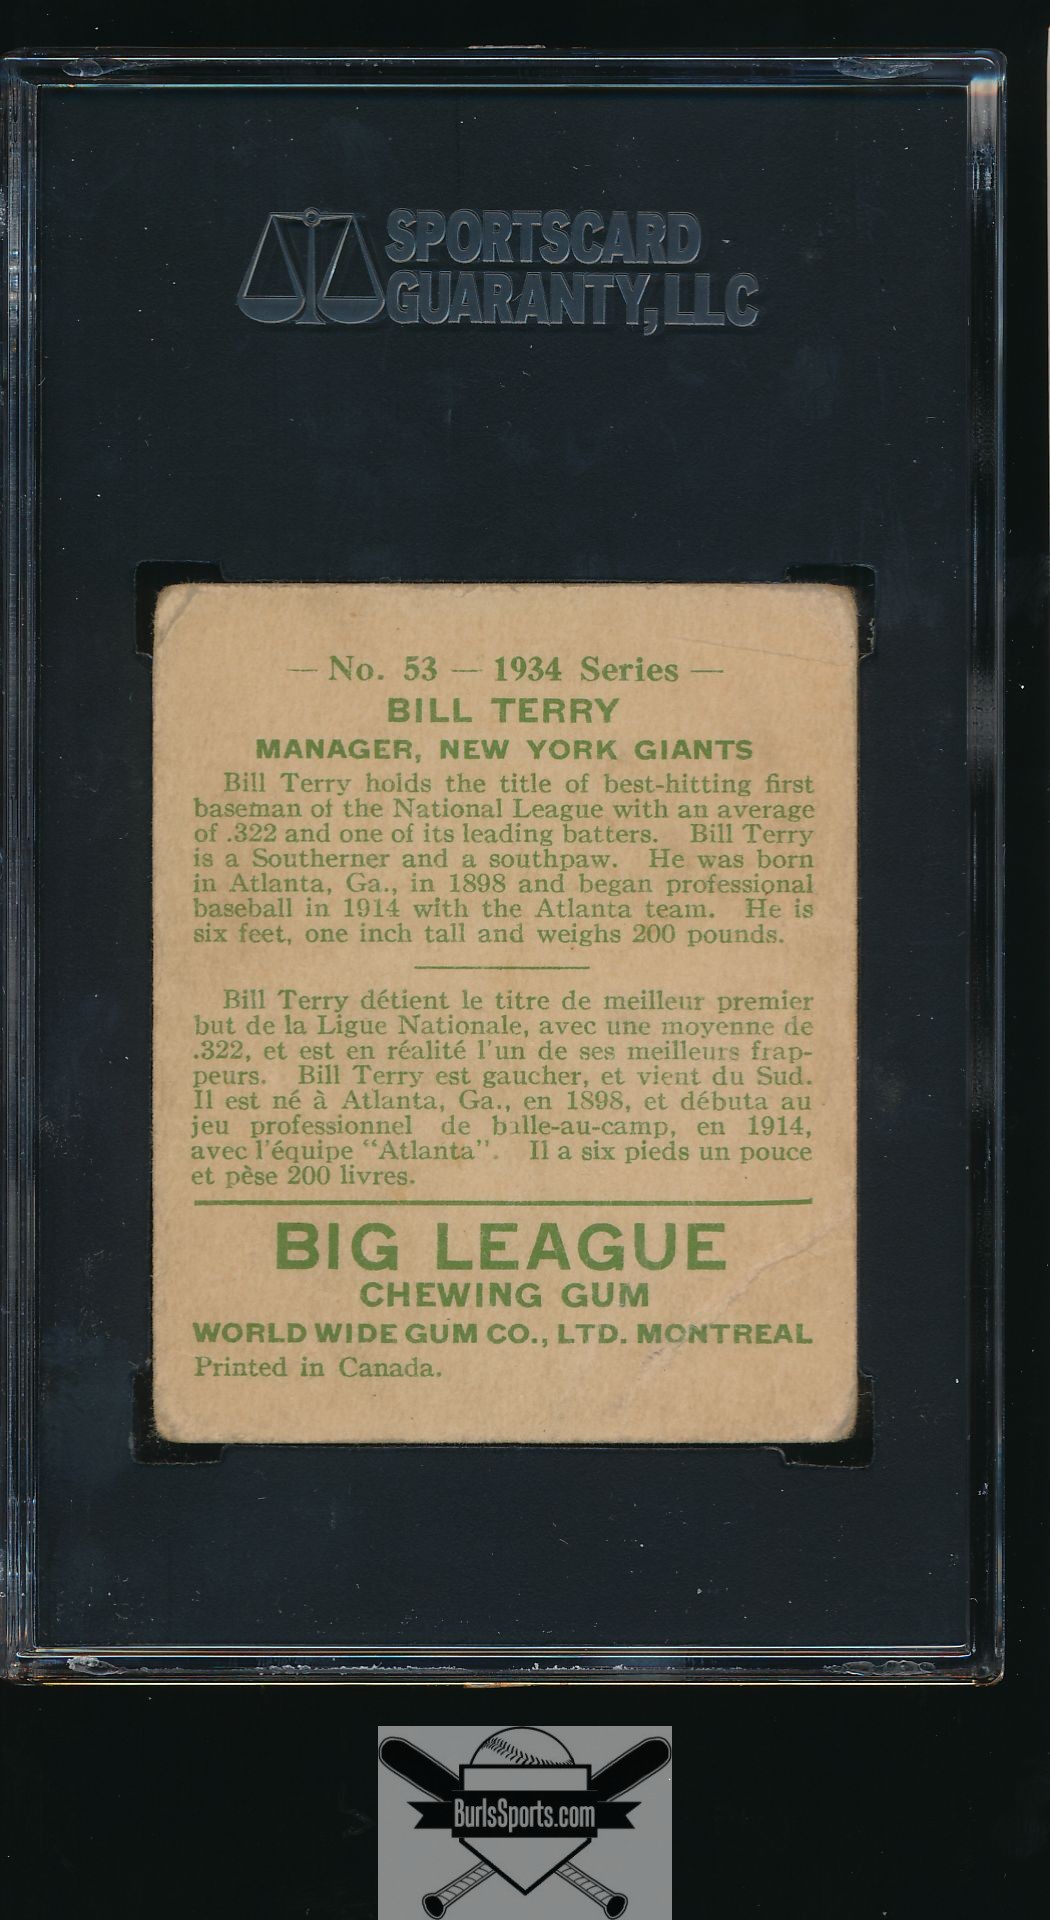 SPORTSCARD
GUARANTY, LLC
— No. 53 — 1934 Series —
BILL TERRY
MANAGER, NEW YORK GIANTS
Bill Terry holds the title of best-hitting first
baseman of the National League with an average
of .322 and one of its leading batters. Bill Terry
is a Southerner and a southpaw. He was born
in Atlanta, Ga., in 1898 and began professional
baseball in 1914 with the Atlanta team. He is
six feet, one inch tall and weighs 200 pounds.
Bill Terry détient le titre de meilleur premier
but de la Ligue Nationale, avec une moyenne de
.322, et est en réalité l'un de ses meilleurs frap-
peurs. Bill Terry est gaucher, et vient du Sud.
Il est né à Atlanta, Ga., en 1898, et débuta au
jeu professionnel de balle-au-camp, en 1914,
avec l'équipe "Atlanta". Il a six pieds un pouce
et pèse 200 livres.
BIG LEAGUE
CHEWING GUM
WORLD WIDE GUM CO., LTD. MONTREAL
Printed in Canada.
BurlsSports.com